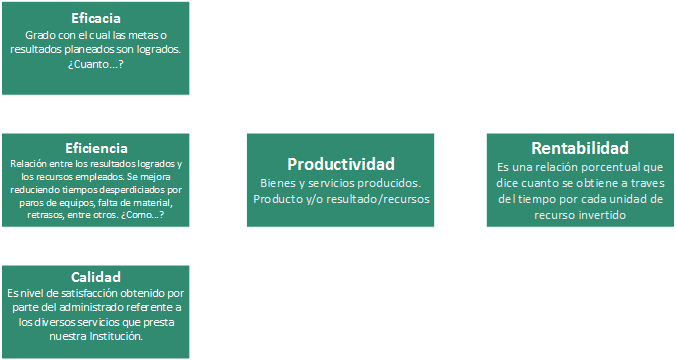 Eficacia
Grado con el cual las metas o
resultados planeados son logrados.
¿Cuanto...?
Eficiencia
Relación entre los resultados logrados y
los recursos empleados. Se mejora
reduciendo tiempos desperdiciados por
paros de equipos, falta de material,
retrasos, entre otros. ¿Como...?
Calidad
Es nivel de satisfacción obtenido por
parte del administrado referente a
los diversos servicios que presta
nuestra Institución.
Productividad
Bienes y servicios producidos.
Producto y/o resultado/recursos
Rentabilidad
Es una relación porcentual que
dice cuanto se obtiene a traves
del tiempo por cada unidad de
recurso invertido